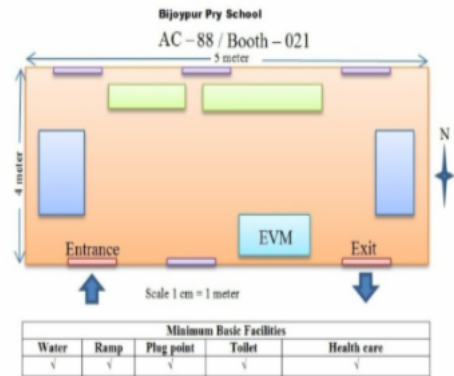 Bijoypur Pry School
AC – 88 / Booth – 021
5 meter
4 meter
N
EVM
Entrance
Exit
Scale 1 cm = 1 meter
Minimum Basic Facilities
Water Ramp Plug point Toilet Health care
√ √ √ √ √